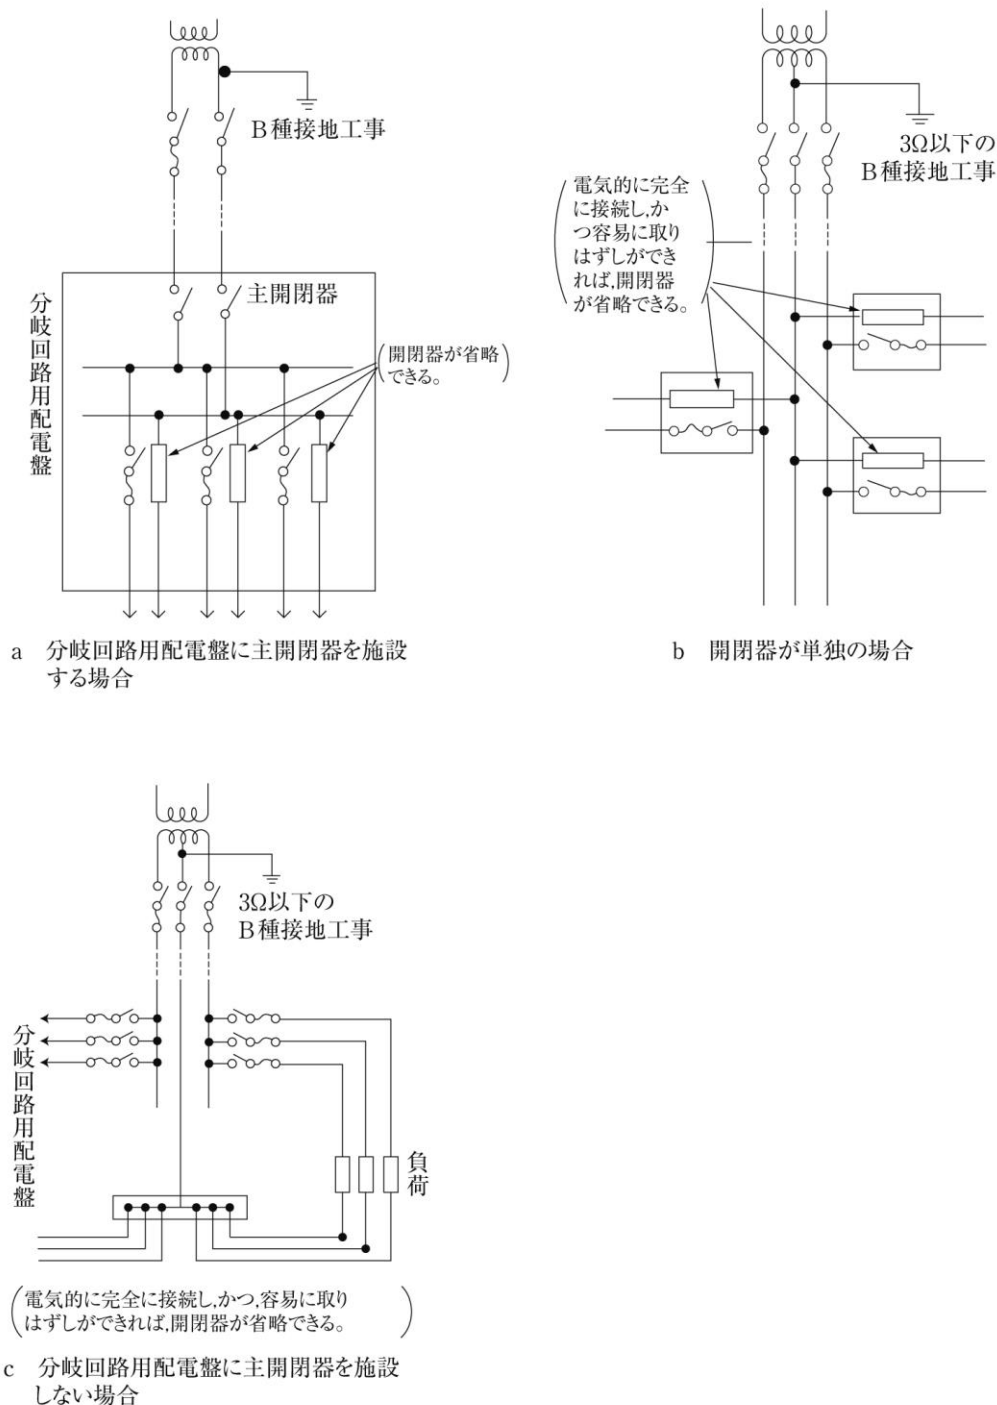 B種接地工事
主開閉器
分岐回路用配電盤
(開閉器が省略
できる。)
a 分岐回路用配電盤に主開閉器を施設
する場合
3Ω以下の
B種接地工事
(電気的に完全
に接続し,か
つ容易に取り
はずしができ
れば,開閉器
が省略できる。)
b 開閉器が単独の場合
3Ω以下の
B種接地工事
分岐回路用配電盤
負荷
(電気的に完全に接続し,かつ,容易に取り
はずしができれば,開閉器が省略できる。)
c 分岐回路用配電盤に主開閉器を施設
しない場合